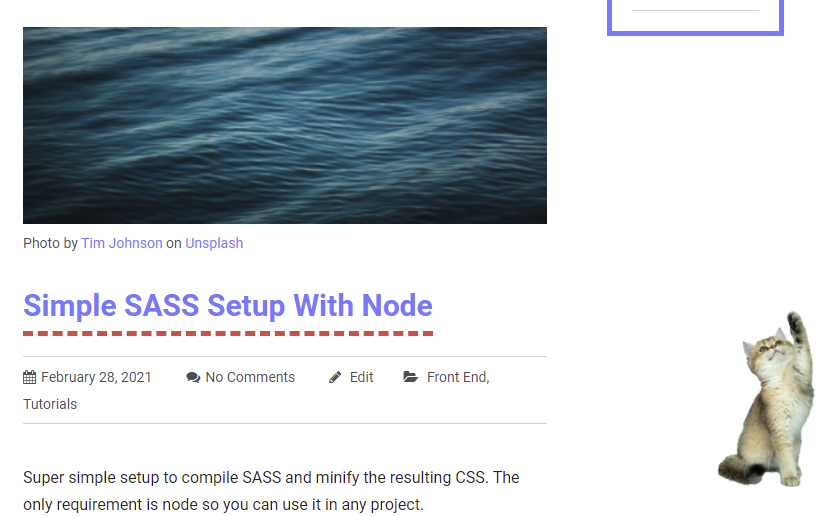 Photo by Tim Johnson on Unsplash
Simple SASS Setup With Node
February 28, 2021 No Comments Edit Front End,
Tutorials
Super simple setup to compile SASS and minify the resulting CSS. The
only requirement is node so you can use it in any project.